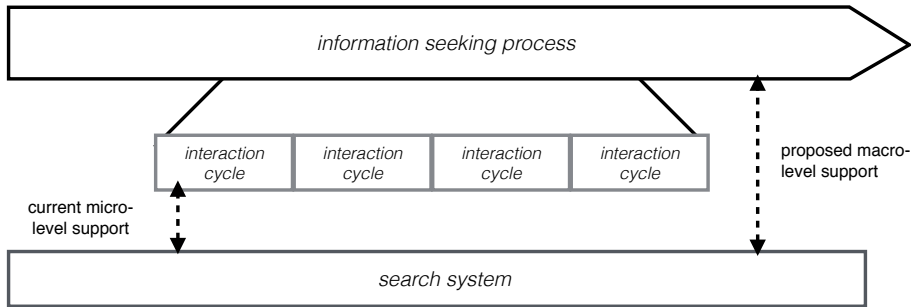 information seeking process
interaction
cycle
interaction
cycle
interaction
cycle
interaction
cycle
proposed macro-
level support
current micro-
level support
search system